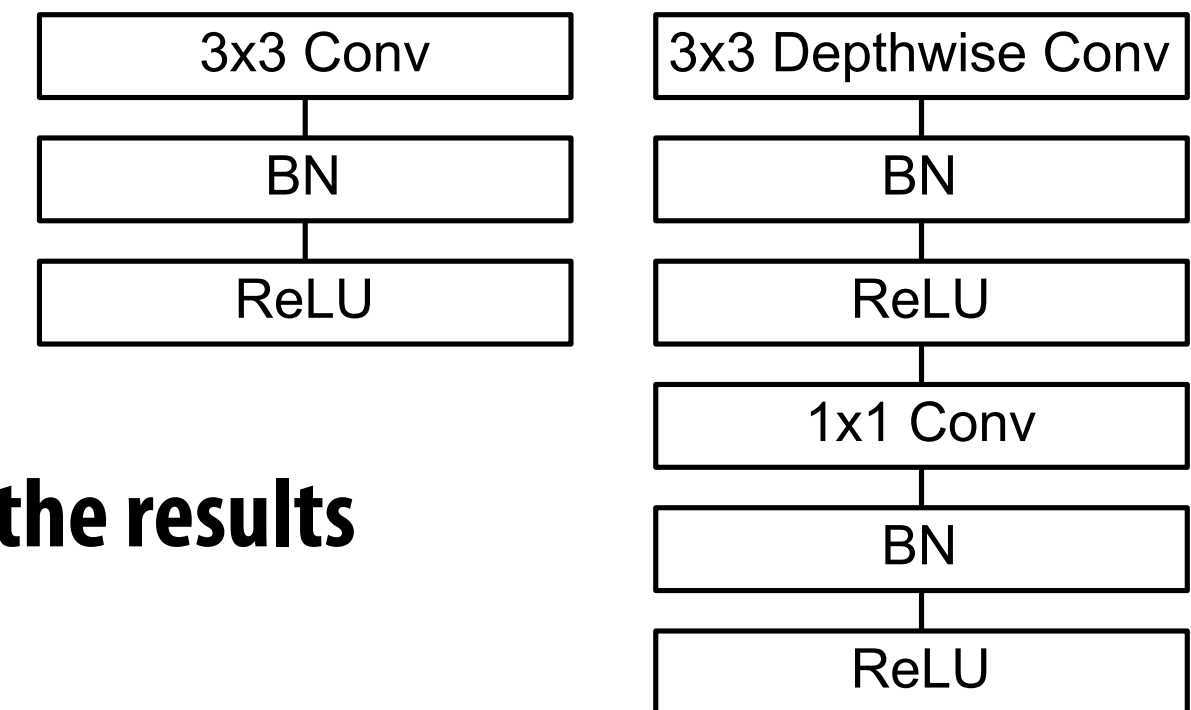 3x3 Conv
BN
ReLU
3x3 Depthwise Conv
BN
ReLU
1x1 Conv
BN
ReLU
the results